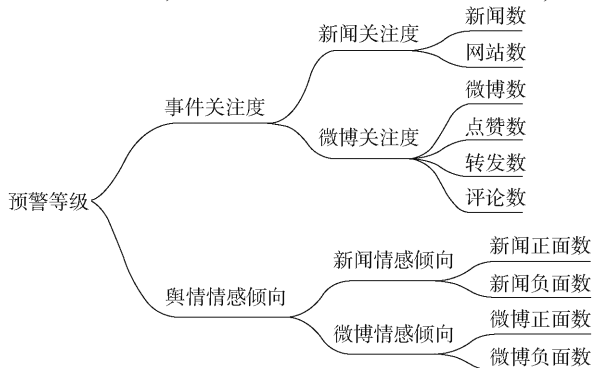 预警等级
事件关注度
新闻关注度
新闻数
网站数
微博关注度
微博数
点赞数
转发数
评论数
舆情情感倾向
新闻情感倾向
新闻正面数
新闻负面数
微博情感倾向
微博正面数
微博负面数